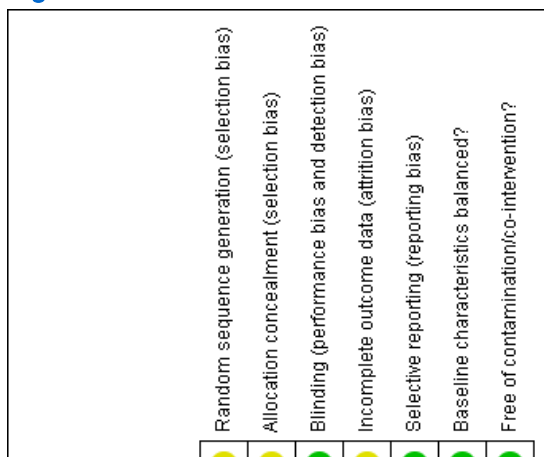 Random sequence generation (selection bias)
Allocation concealment (selection bias)
Blinding (performance bias and detection bias)
Incomplete outcome data (attrition bias)
Selective reporting (reporting bias)
Baseline characteristics balanced?
Free of contamination/co-intervention?